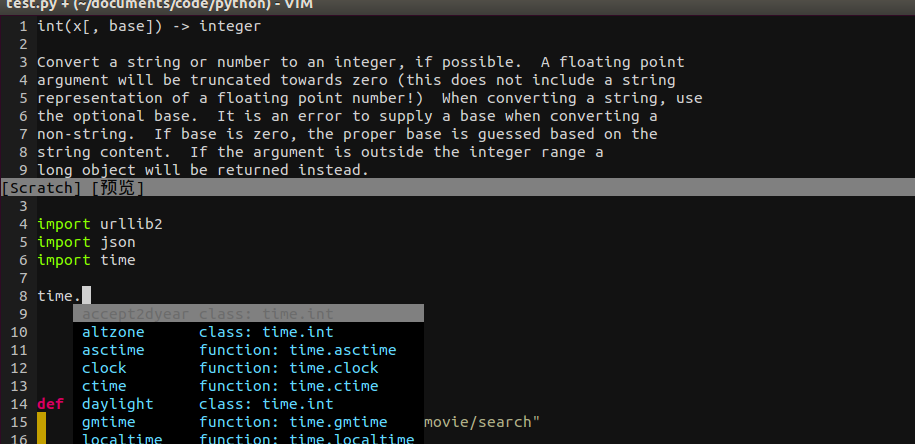 test.py + (~/documents/code/python) - VIM
1 int(x[, base]) -> integer
2
3 Convert a string or number to an integer, if possible.  A floating point
4 argument will be truncated towards zero (this does not include a string
5 representation of a floating point number!)  When converting a string, use
6 the optional base.  It is an error to supply a base when converting a
7 non-string.  If base is zero, the proper base is guessed based on the
8 string content.  If the argument is outside the integer range a
9 long object will be returned instead.
[Scratch] [预览]
3
4 import urllib2
5 import json
6 import time
7
8 time.
9 accept2dyear class: time.int
10 altzone class: time.int
11 asctime function: time.asctime
12 clock function: time.clock
13 ctime function: time.ctime
14 def daylight class: time.int
15 gmtime function: time.gmtime movie/search"
16 localtime function: time.localtime